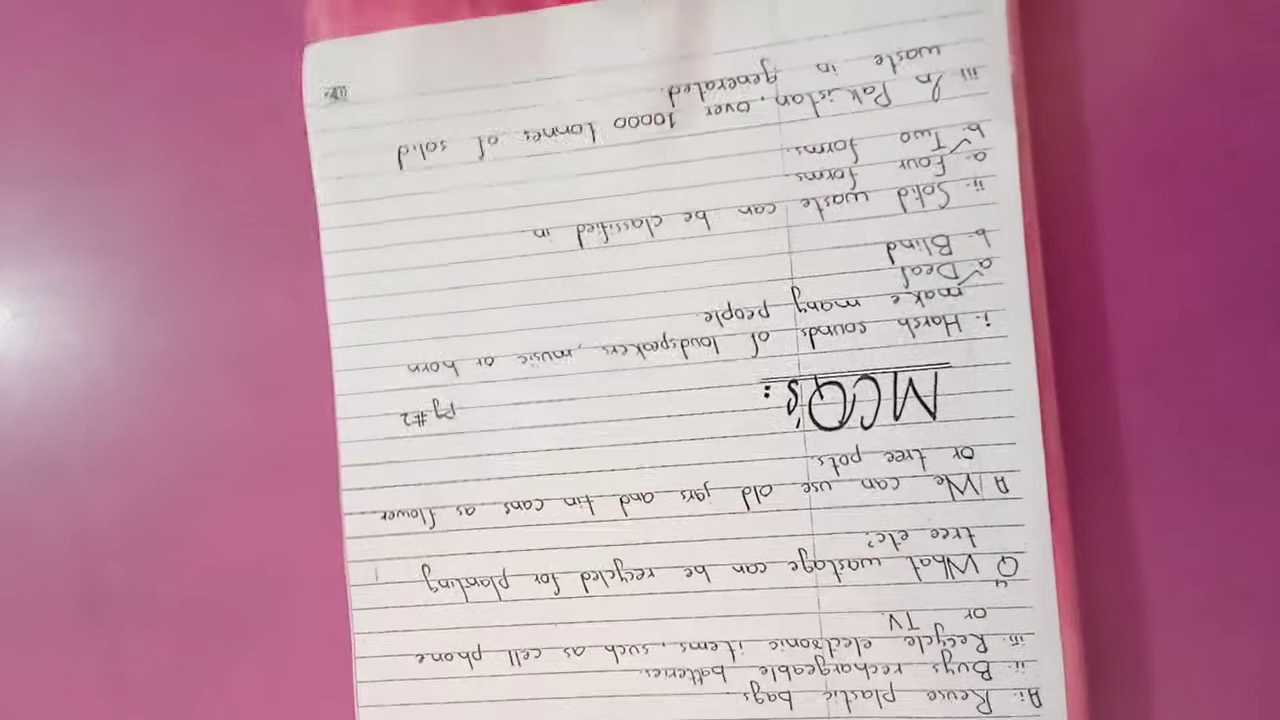 A: i. Reuse plastic bags
ii. Buys rechargeable batteries.
iii. Recycle electronic items, such as cell phone
or TV.
Q4 What wastage can be recycled for planting
tree etc?
A We can use old jars and tin cans as flower
or tree pots.
MCQ's: Pg #2
i. Harsh sounds of loudspeakers, music or horn
make many people.
a. Deaf ✓
b. Blind
ii. Solid waste can be classified in
a. Four forms
b. Two forms. ✓
iii In Pakistan, over 10000 tonnes of solid
waste in generated.